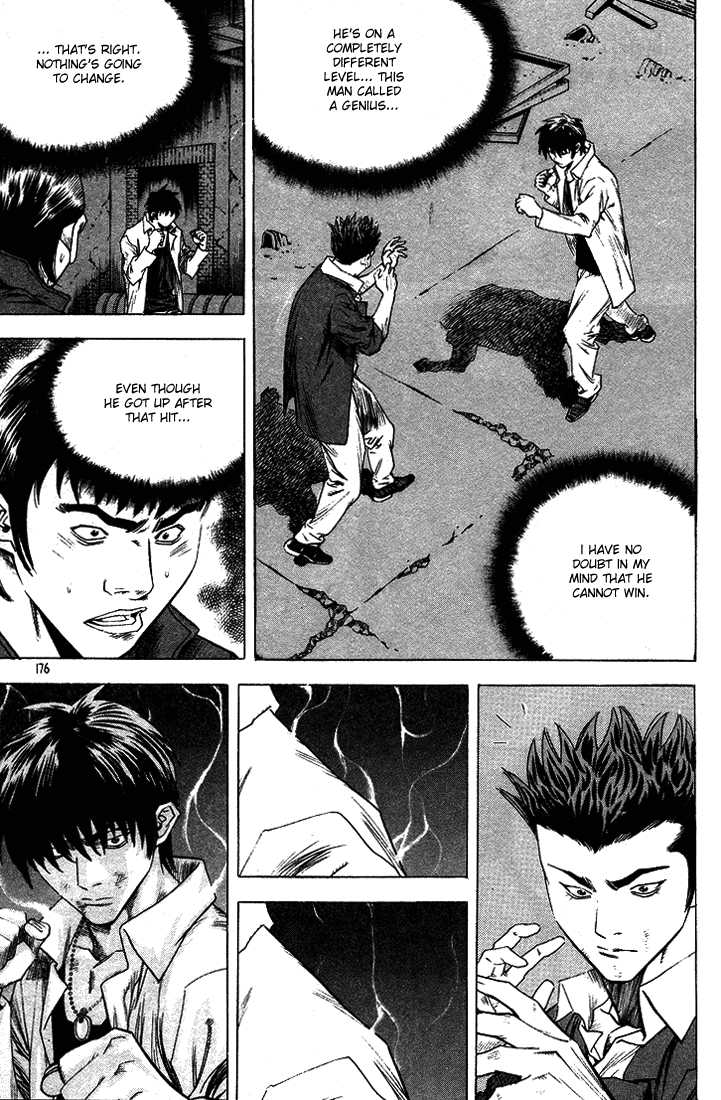 HE'S ON A
COMPLETELY
DIFFERENT
LEVEL... THIS
MAN CALLED
A GENIUS...
I HAVE NO
DOUBT IN MY
MIND THAT HE
CANNOT WIN.
... THAT'S RIGHT.
NOTHING'S GOING
TO CHANGE.
EVEN THOUGH
HE GOT UP AFTER
THAT HIT...
176